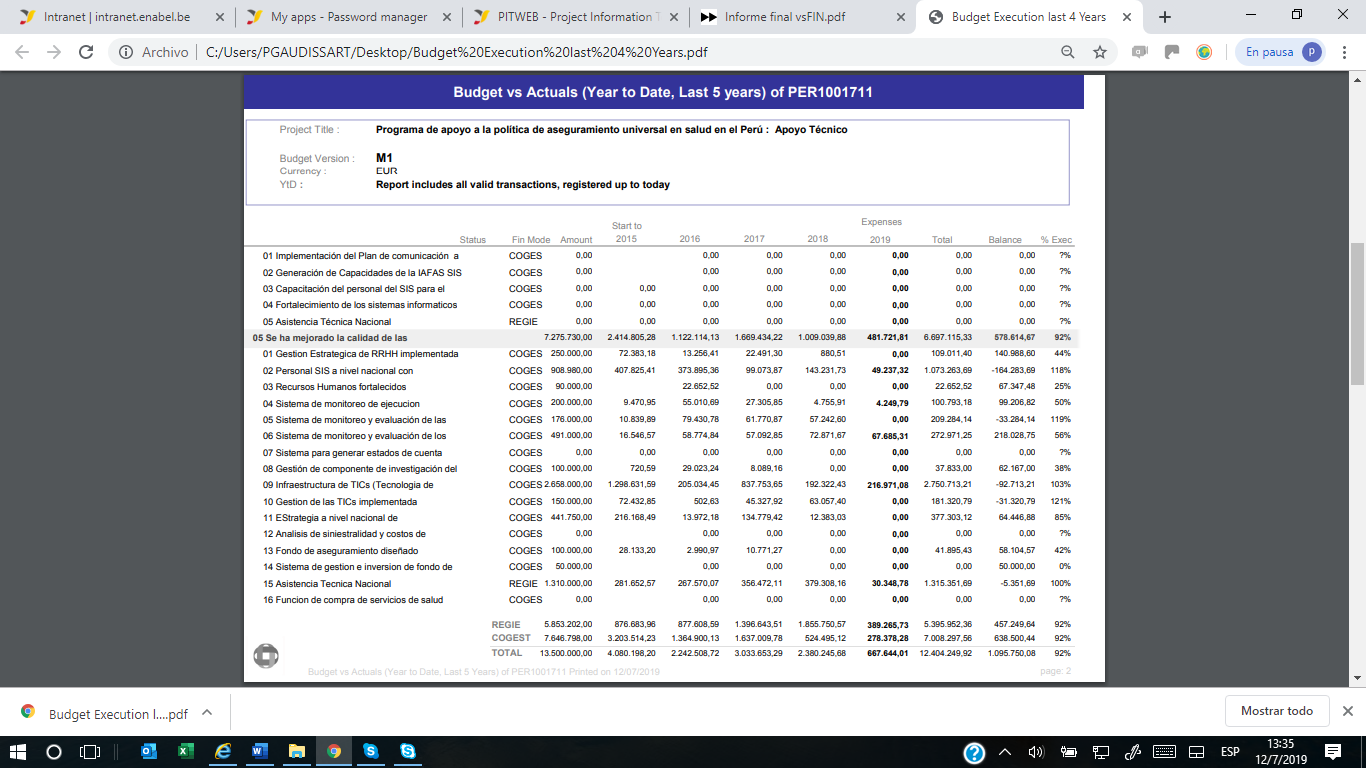 Intranet | intranet.enabel.be
My apps - Password manager
PITWEB - Project Information T
Informe final vsFIN.pdf
Budget Execution last 4 Years
Archivo | C:/Users/PGAUDISSART/Desktop/Budget%20Execution%20last%204%20Years.pdf
En pausa P
Budget vs Actuals (Year to Date, Last 5 years) of PER1001711
Project Title : Programa de apoyo a la política de aseguramiento universal en salud en el Perú : Apoyo Técnico
Budget Version : M1
Currency : EUR
YtD : Report includes all valid transactions, registered up to today
Start to Expenses
Status Fin Mode Amount 2015 2016 2017 2018 2019 Total Balance % Exec
01 Implementación del Plan de comunicación a COGES 0,00 0,00 0,00 0,00 0,00 0,00 0,00 ?%
02 Generación de Capacidades de la IAFAS SIS COGES 0,00 0,00 0,00 0,00 0,00 0,00 0,00 ?%
03 Capacitación del personal del SIS para el COGES 0,00 0,00 0,00 0,00 0,00 0,00 0,00 0,00 ?%
04 Fortalecimiento de los sistemas informaticos COGES 0,00 0,00 0,00 0,00 0,00 0,00 0,00 0,00 ?%
05 Asistencia Técnica Nacional REGIE 0,00 0,00 0,00 0,00 0,00 0,00 0,00 0,00 ?%
05 Se ha mejorado la calidad de las 7.275.730,00 2.414.805,28 1.122.114,13 1.669.434,22 1.009.039,88 481.721,81 6.697.115,33 578.614,67 92%
01 Gestion Estrategica de RRHH implementada COGES 250.000,00 72.383,18 13.256,41 22.491,30 880,51 0,00 109.011,40 140.988,60 44%
02 Personal SIS a nivel nacional con COGES 908.980,00 407.825,41 373.895,36 99.073,87 143.231,73 49.237,32 1.073.263,69 -164.283,69 118%
03 Recursos Humanos fortalecidos COGES 90.000,00 22.652,52 0,00 0,00 0,00 22.652,52 67.347,48 25%
04 Sistema de monitoreo de ejecucion COGES 200.000,00 9.470,95 55.010,69 27.305,85 4.755,91 4.249,79 100.793,18 99.206,82 50%
05 Sistema de monitoreo y evaluación de las COGES 176.000,00 10.839,89 79.430,78 61.770,87 57.242,60 0,00 209.284,14 -33.284,14 119%
06 Sistema de monitoreo y evaluación de los COGES 491.000,00 16.546,57 58.774,84 57.092,85 72.871,67 67.685,31 272.971,25 218.028,75 56%
07 Sistema para generar estados de cuenta COGES 0,00 0,00 0,00 0,00 0,00 0,00 0,00 0,00 ?%
08 Gestión de componente de investigación del COGES 100.000,00 720,59 29.023,24 8.089,16 0,00 0,00 37.833,00 62.167,00 38%
09 Infraestructura de TICs (Tecnologia de COGES 2.658.000,00 1.298.631,59 205.034,45 837.753,65 192.322,43 216.971,08 2.750.713,21 -92.713,21 103%
10 Gestion de las TICs implementada COGES 150.000,00 72.432,85 502,63 45.327,92 63.057,40 0,00 181.320,79 -31.320,79 121%
11 EStrategia a nivel nacional de COGES 441.750,00 216.168,49 13.972,18 134.779,42 12.383,03 0,00 377.303,12 64.446,88 85%
12 Analisis de siniestralidad y costos de COGES 0,00 0,00 0,00 0,00 0,00 0,00 0,00 ?%
13 Fondo de aseguramiento diseñado COGES 100.000,00 28.133,20 2.990,97 10.771,27 0,00 0,00 41.895,43 58.104,57 42%
14 Sistema de gestion e inversion de fondo de COGES 50.000,00 0,00 0,00 0,00 0,00 0,00 50.000,00 0%
15 Asistencia Tecnica Nacional REGIE 1.310.000,00 281.652,57 267.570,07 356.472,11 379.308,16 30.348,78 1.315.351,69 -5.351,69 100%
16 Funcion de compra de servicios de salud COGES 0,00 0,00 0,00 0,00 0,00 0,00 0,00 ?%
REGIE 5.853.202,00 876.683,96 877.608,59 1.396.643,51 1.855.750,57 389.265,73 5.395.952,36 457.249,64 92%
COGEST 7.646.798,00 3.203.514,23 1.364.900,13 1.637.009,78 524.495,12 278.378,28 7.008.297,56 638.500,44 92%
TOTAL 13.500.000,00 4.080.198,20 2.242.508,72 3.033.653,29 2.380.245,68 667.644,01 12.404.249,92 1.095.750,08 92%
Budget vs Actuals (Year to Date, Last 5 Years) of PER1001711 Printed on 12/07/2019 page: 2
Budget Execution l....pdf
Mostrar todo
ESP
13:35
12/7/2019